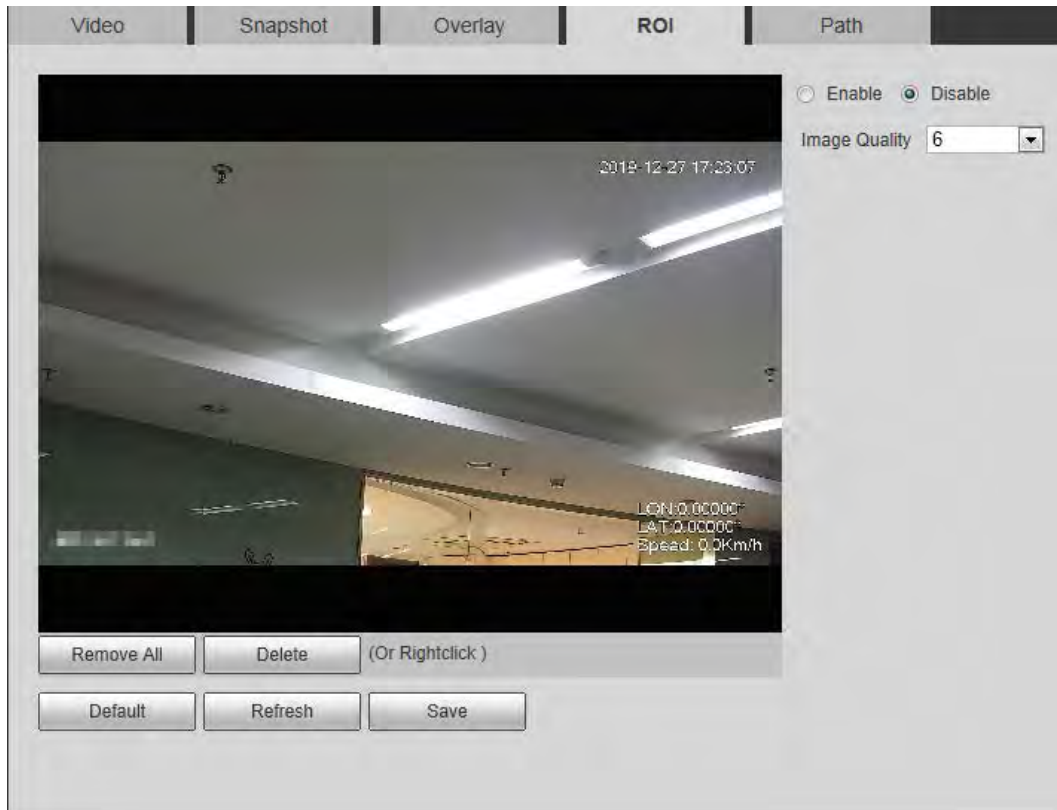 Video
Snapshot
Overlay
ROI
Path
Enable
Disable
Image Quality
6
2019-12-27 17:23:07
LON:0.00000°
LAT:0.00000°
Speed: 0.0Km/h
Remove All
Delete
(Or Rightclick )
Default
Refresh
Save